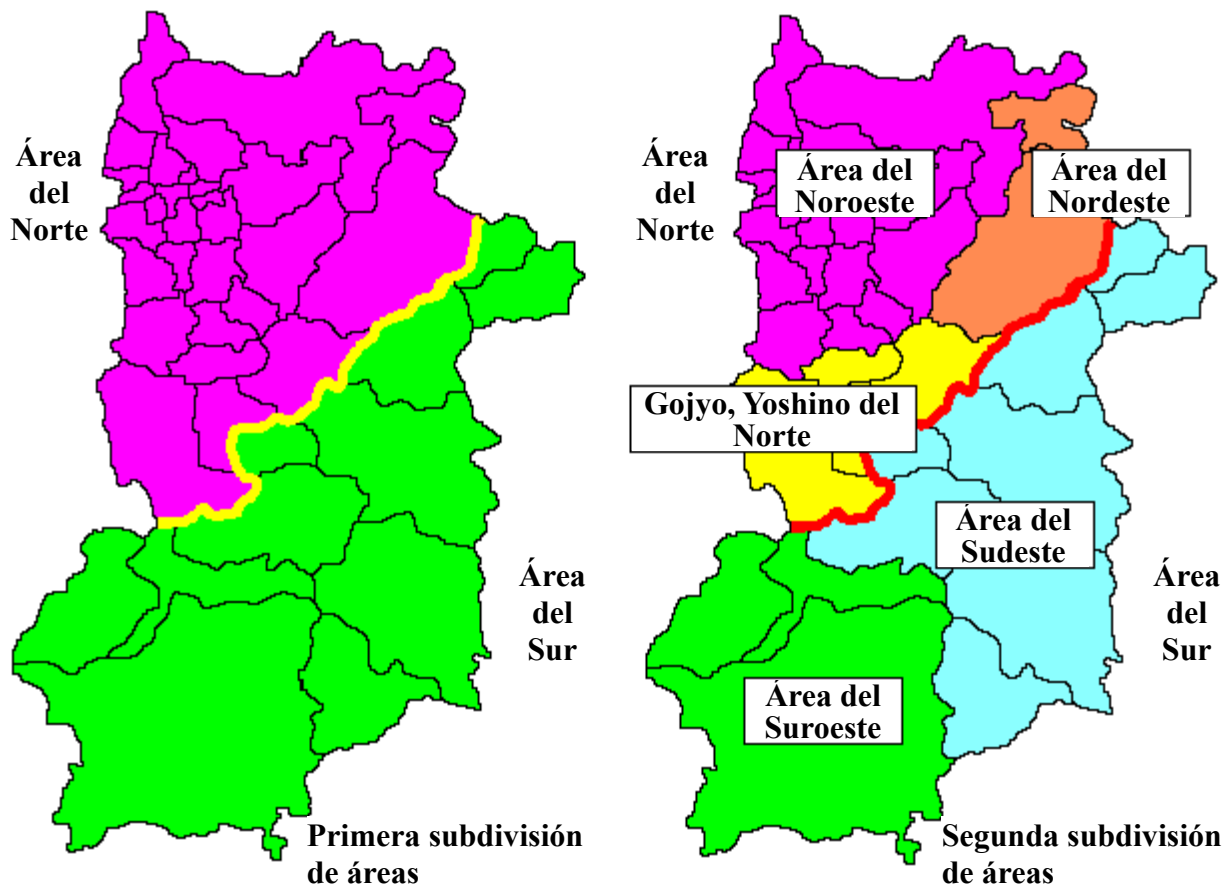 Área
del
Norte
Área
del
Sur
Primera subdivisión
de áreas
Área
del
Norte
Área del
Noroeste
Área del
Nordeste
Gojyo, Yoshino del
Norte
Área del
Sudeste
Área
del
Sur
Área del
Suroeste
Segunda subdivisión
de áreas